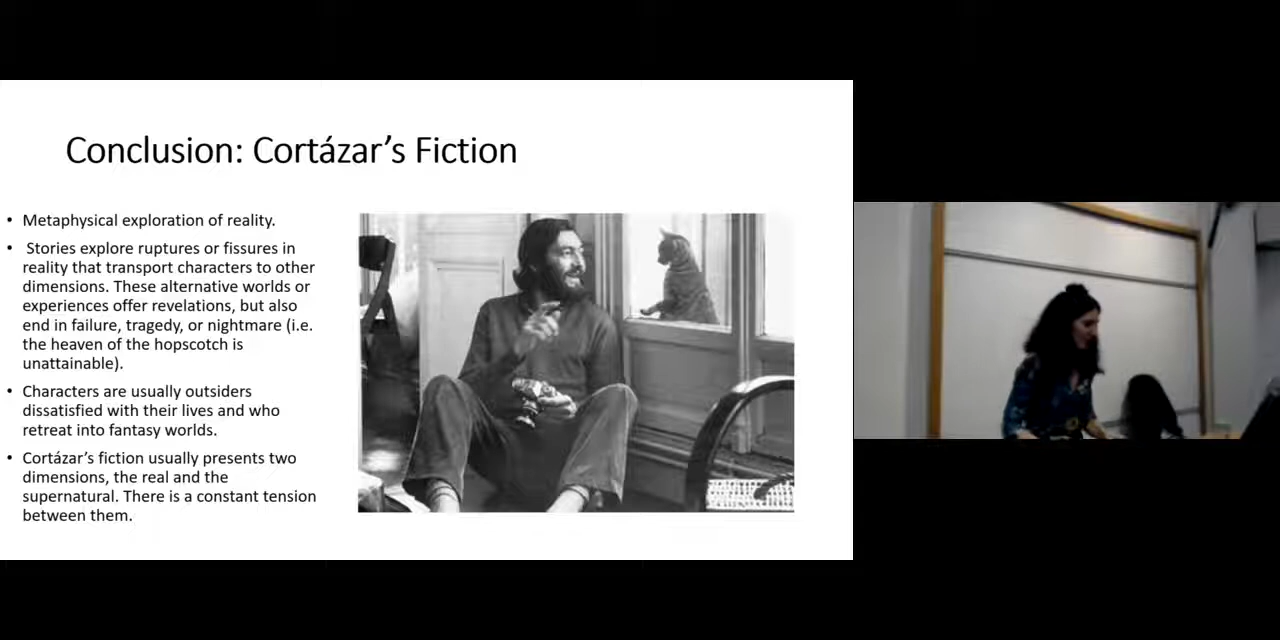 Conclusion: Cortázar’s Fiction
• Metaphysical exploration of reality.
• Stories explore ruptures or fissures in
reality that transport characters to other
dimensions. These alternative worlds or
experiences offer revelations, but also
end in failure, tragedy, or nightmare (i.e.
the heaven of the hopscotch is
unattainable).
• Characters are usually outsiders
dissatisfied with their lives and who
retreat into fantasy worlds.
• Cortázar’s fiction usually presents two
dimensions, the real and the
supernatural. There is a constant tension
between them.